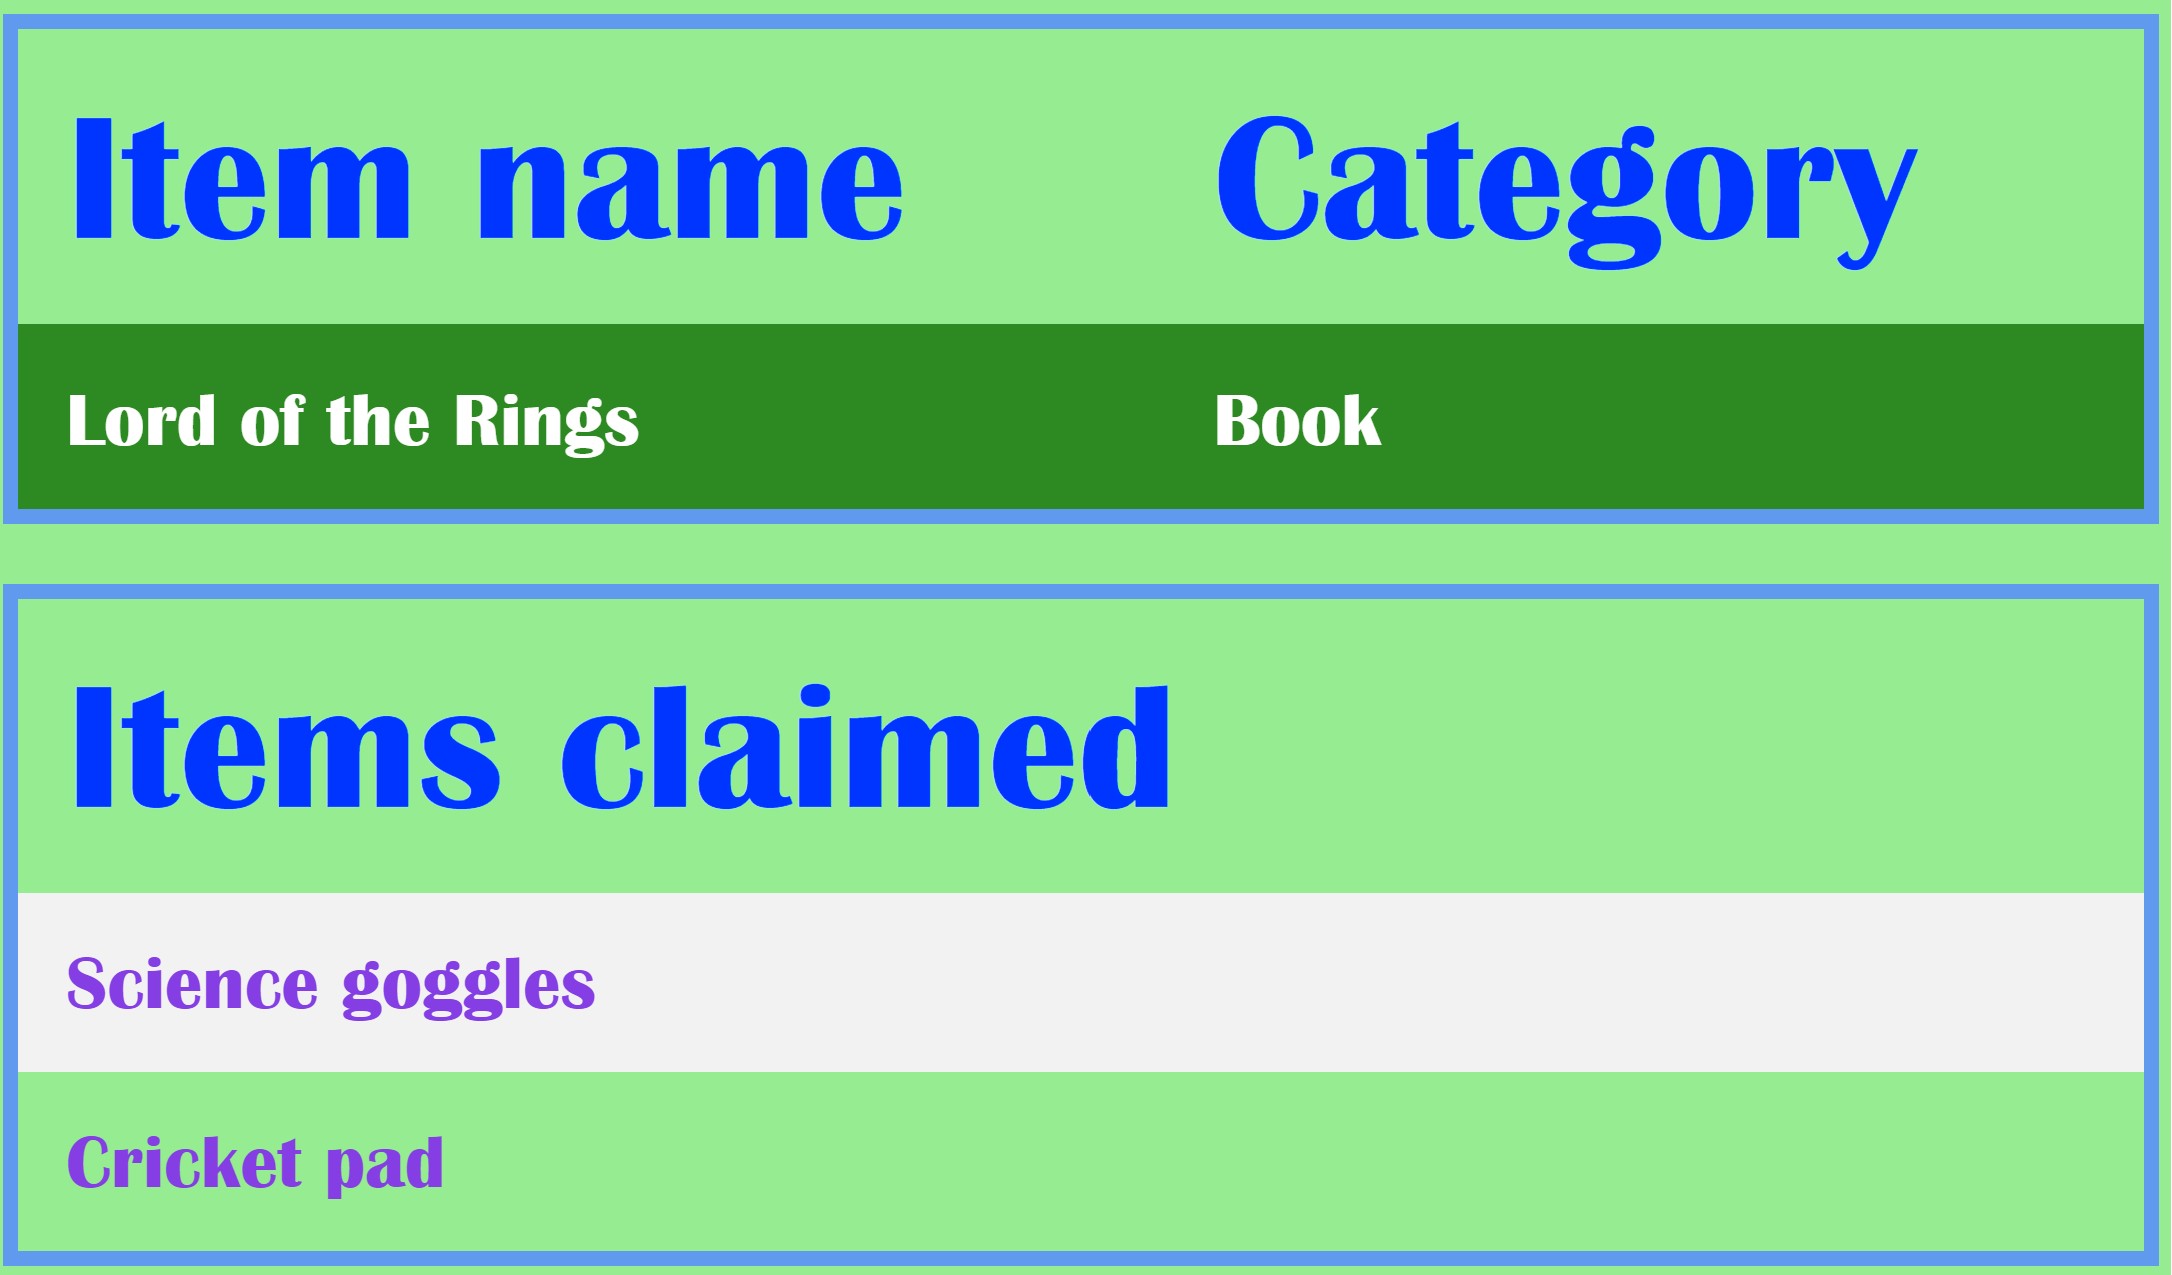 Item name Category
Lord of the Rings Book
Items claimed
Science goggles
Cricket pad